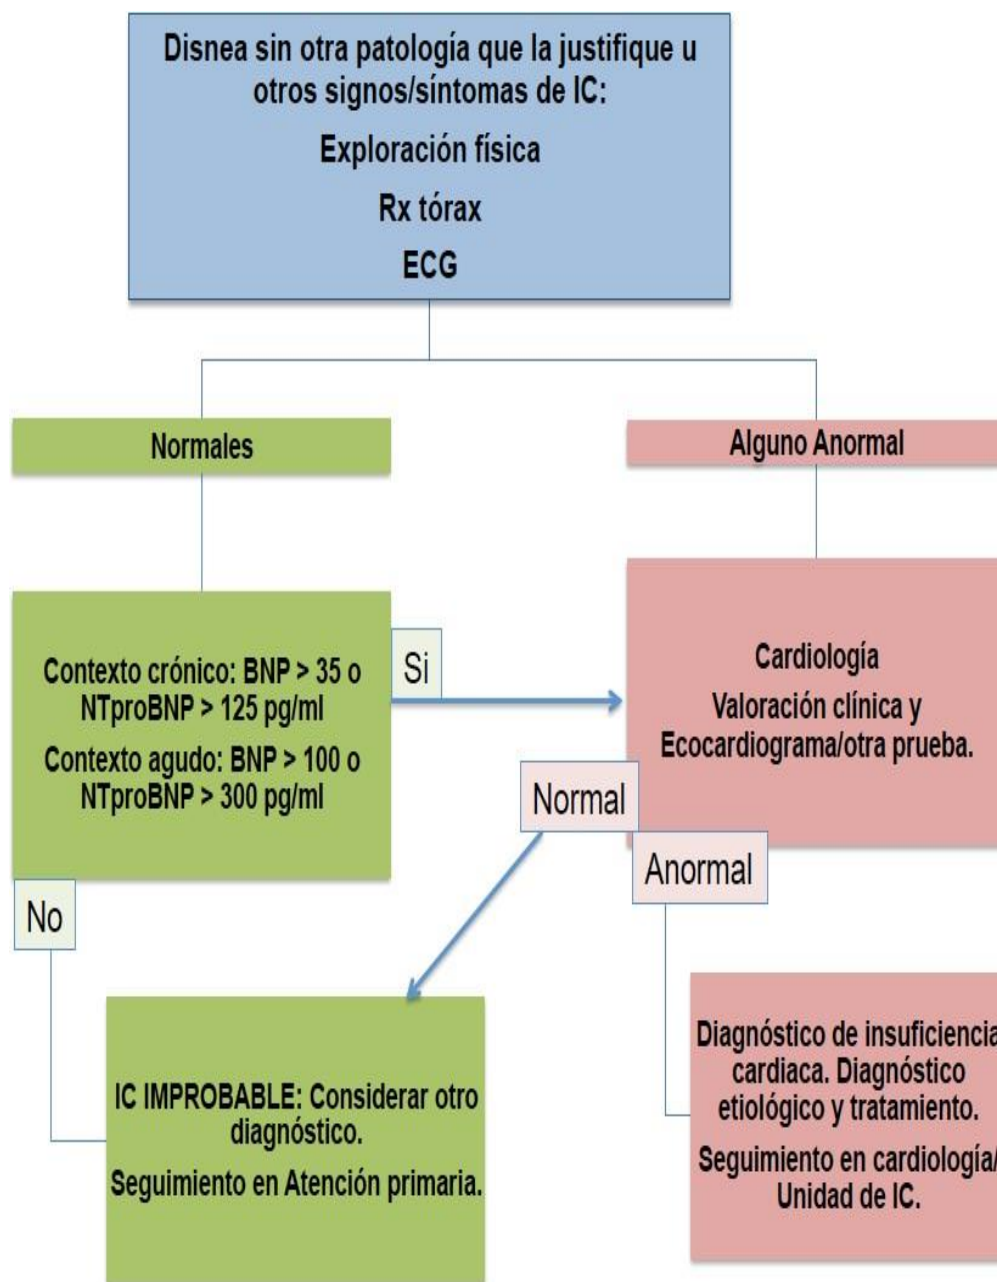 Disnea sin otra patología que la justifique u
otros signos/síntomas de IC:
Exploración física
Rx tórax
ECG
Normales
Alguno Anormal
Contexto crónico: BNP > 35 o
NTproBNP > 125 pg/ml
Contexto agudo: BNP > 100 o
NTproBNP > 300 pg/ml
Si
Cardiología
Valoración clínica y
Ecocardiograma/otra prueba.
Normal
Anormal
No
IC IMPROBABLE: Considerar otro
diagnóstico.
Seguimiento en Atención primaria.
Diagnóstico de insuficiencia
cardiaca. Diagnóstico
etiológico y tratamiento.
Seguimiento en cardiología/
Unidad de IC.